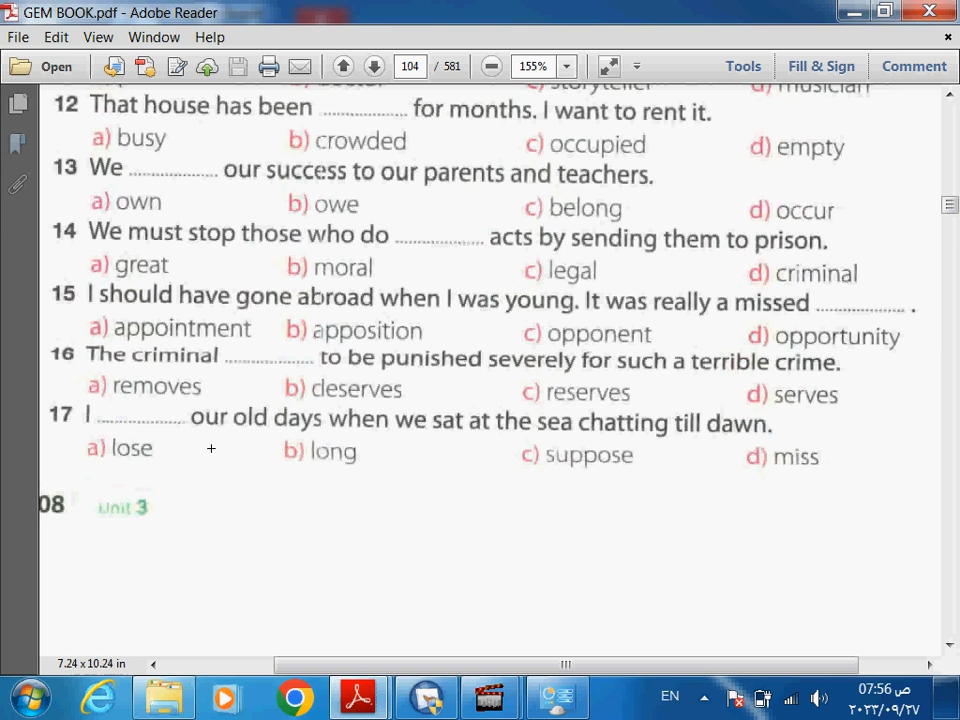 GEM BOOK.pdf - Adobe Reader
File Edit View Window Help
Open 104 / 581 155% Tools Fill & Sign Comment
c) storyteller d) musician
12 That house has been .................. for months. I want to rent it.
a) busy b) crowded c) occupied d) empty
13 We .................. our success to our parents and teachers.
a) own b) owe c) belong d) occur
14 We must stop those who do .................. acts by sending them to prison.
a) great b) moral c) legal d) criminal
15 I should have gone abroad when I was young. It was really a missed .................. .
a) appointment b) apposition c) opponent d) opportunity
16 The criminal .................. to be punished severely for such a terrible crime.
a) removes b) deserves c) reserves d) serves
17 I .................. our old days when we sat at the sea chatting till dawn.
a) lose b) long c) suppose d) miss
08 Unit 3
7.24 x 10.24 in
EN 07:56 ص
٢٠٢٣/٠٩/٢٧